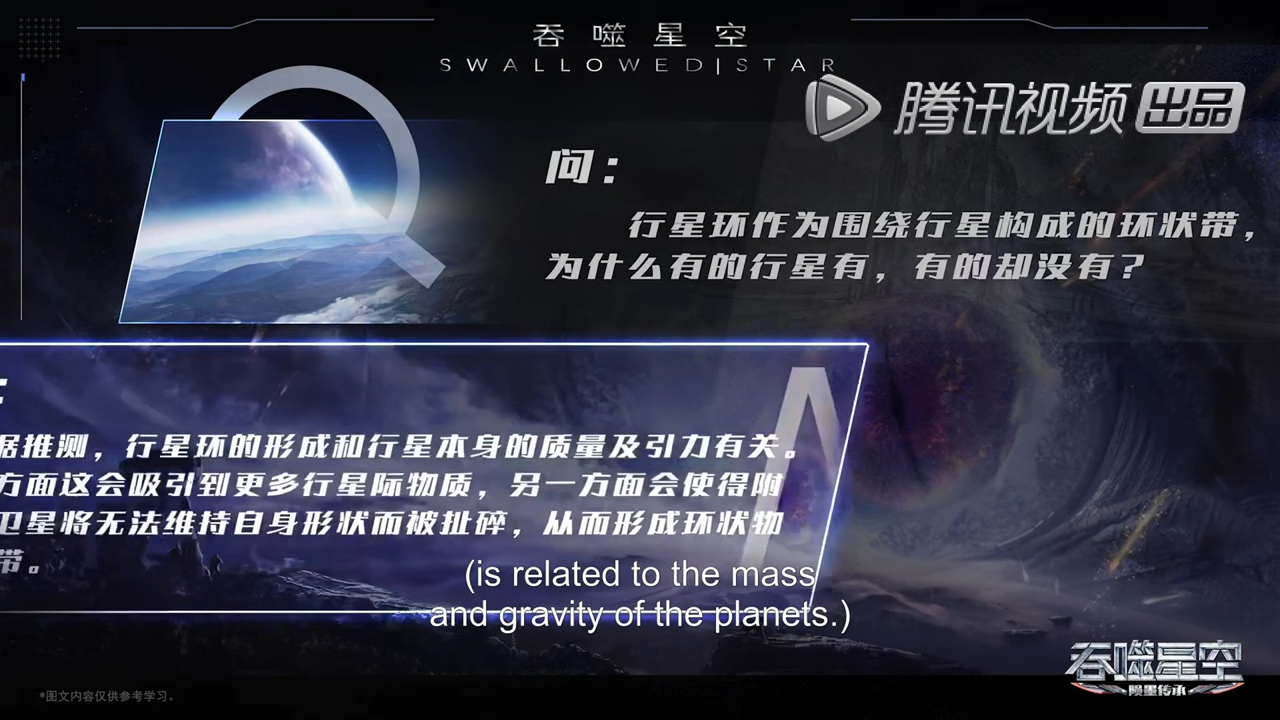 吞噬星空
SWALLOWED|STAR
腾讯视频 出品
问：
行星环作为围绕行星构成的环状带，
为什么有的行星有，有的却没有？
据推测，行星环的形成和行星本身的质量及引力有关。
方面这会吸引到更多行星际物质，另一方面会使得附
卫星将无法维持自身形状而被扯碎，从而形成环状物
带。
(is related to the mass
and gravity of the planets.)
吞噬星空
陨墨传承
*图文内容仅供参考学习。